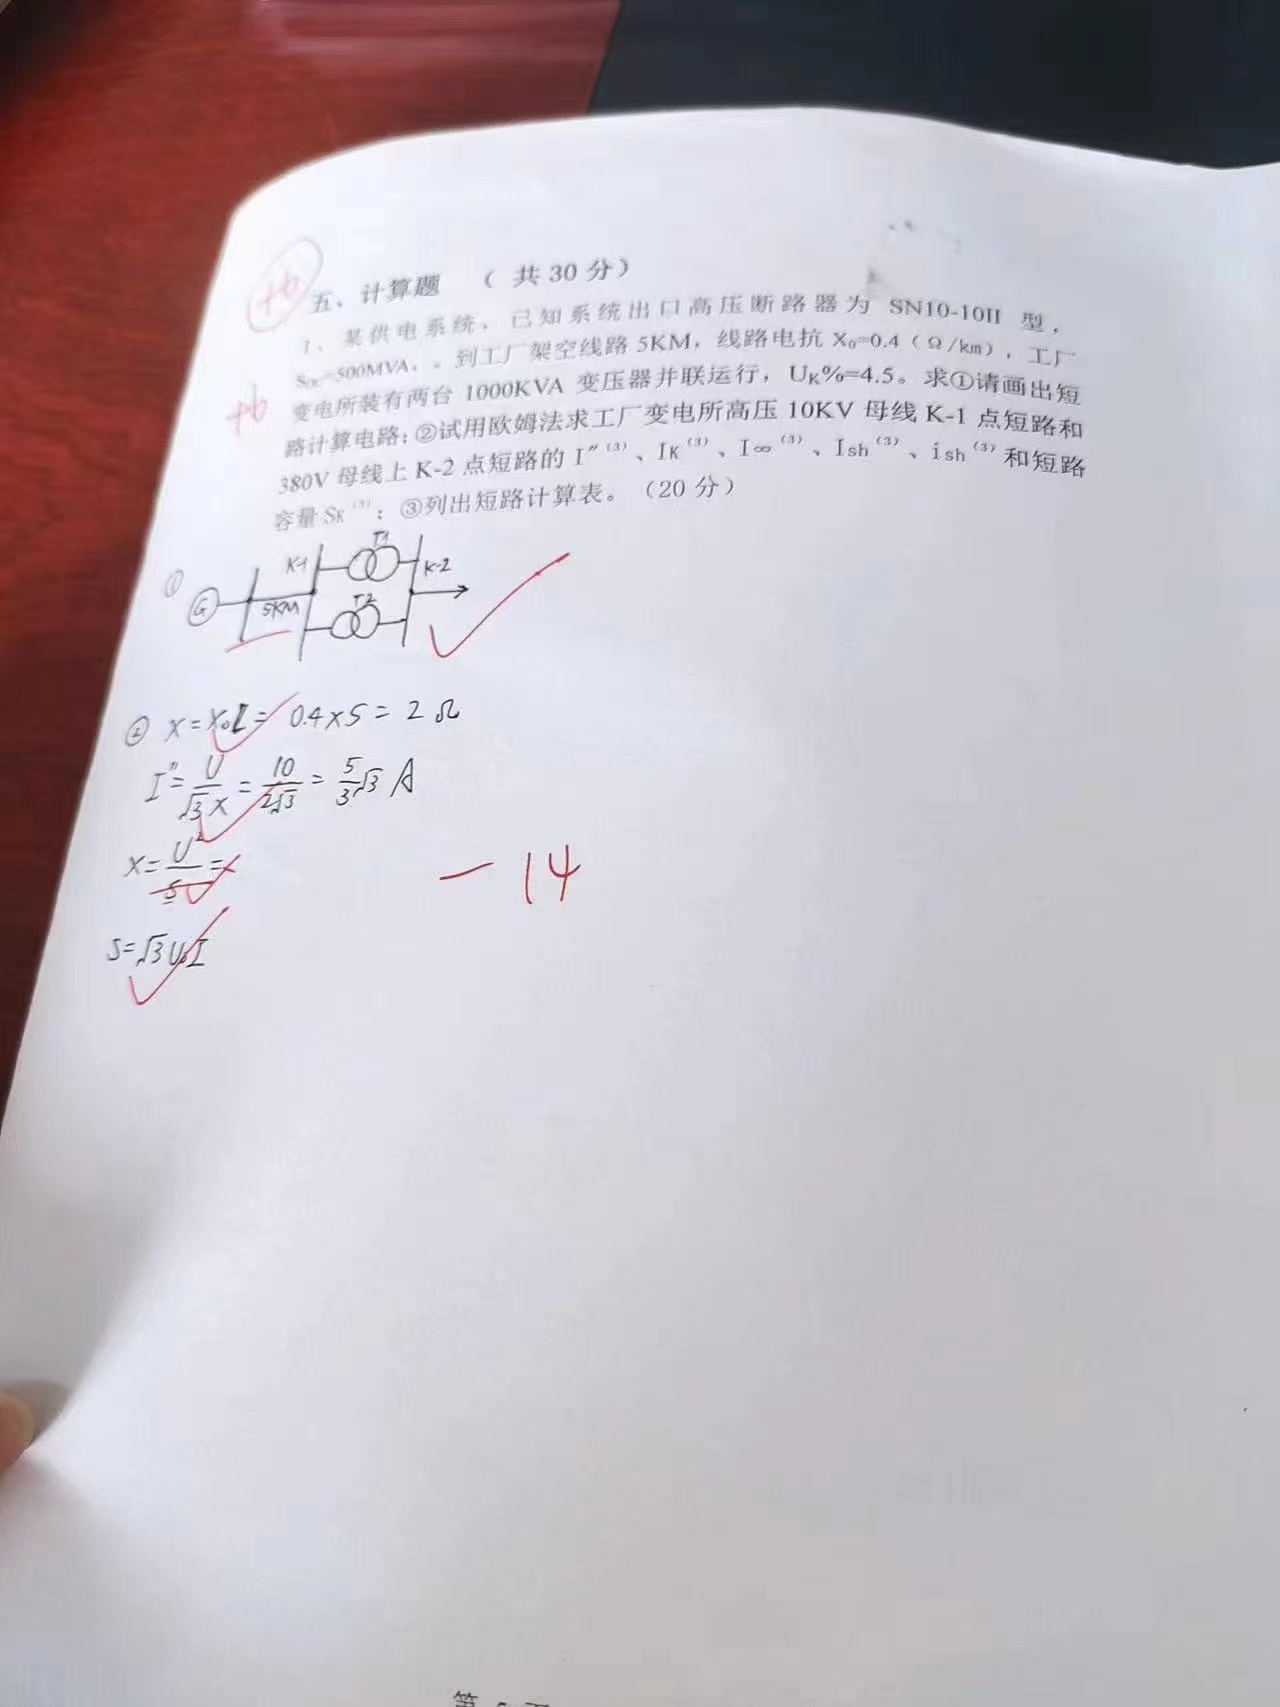 +6
五、计算题 （ 共 30 分）
1、某供电系统，已知系统出口高压断路器为 SN10-10II 型，
Soc=500MVA，。到工厂架空线路 5KM，线路电抗 X₀=0.4（Ω/km），工厂
+6
变电所装有两台 1000KVA 变压器并联运行，UK%=4.5。求①请画出短
路计算电路；②试用欧姆法求工厂变电所高压 10KV 母线 K-1 点短路和
380V 母线上 K-2 点短路的 I″⁽³⁾、IK⁽³⁾、I∞⁽³⁾、Ish⁽³⁾、ish⁽³⁾和短路
容量 SK⁽³⁾；③列出短路计算表。（20 分）
①
K-1 T1 K-2
G 5KM T2
② X=X₀L= 0.4×5= 2 Ω
I″= U/√3X = 10/2√3 = 5/3√3 A
X= U²/S =
-14
S=√3 U I